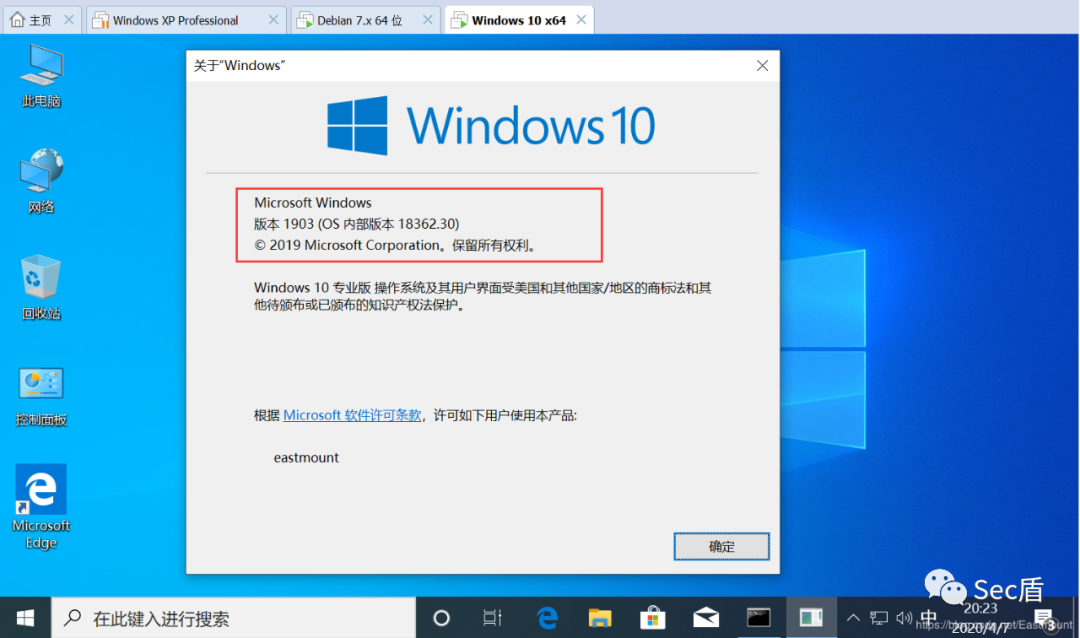 主页
Windows XP Professional
Debian 7.x 64 位
Windows 10 x64
此电脑
网络
回收站
控制面板
Microsoft
Edge
关于"Windows"
Windows 10
Microsoft Windows
版本 1903 (OS 内部版本 18362.30)
© 2019 Microsoft Corporation。保留所有权利。
Windows 10 专业版 操作系统及其用户界面受美国和其他国家/地区的商标法和其
他待颁布或已颁布的知识产权法保护。
根据 Microsoft 软件许可条款，许可如下用户使用本产品:
eastmount
确定
在此键入进行搜索
中
20:23
2020/4/7
3
Sec盾
https://blog.csdn.net/Eastmount